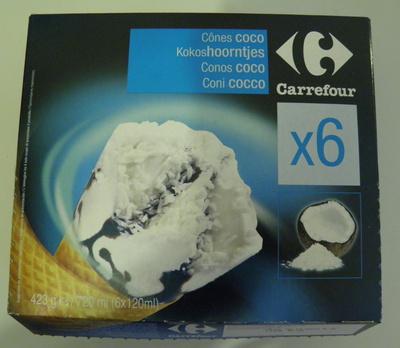 Cônes coco
Kokoshoorntjes
Conos coco
Coni cocco
Carrefour
x6
423 g / 720 ml (6x120ml)